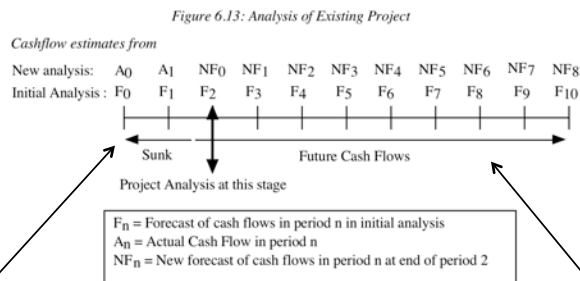 Figure 6.13: Analysis of Existing Project
Cashflow estimates from
New analysis: A0 A1 NF0 NF1 NF2 NF3 NF4 NF5 NF6 NF7 NF8
Initial Analysis : F0 F1 F2 F3 F4 F5 F6 F7 F8 F9 F10
Sunk Future Cash Flows
Project Analysis at this stage
Fn = Forecast of cash flows in period n in initial analysis
An = Actual Cash Flow in period n
NFn = New forecast of cash flows in period n at end of period 2